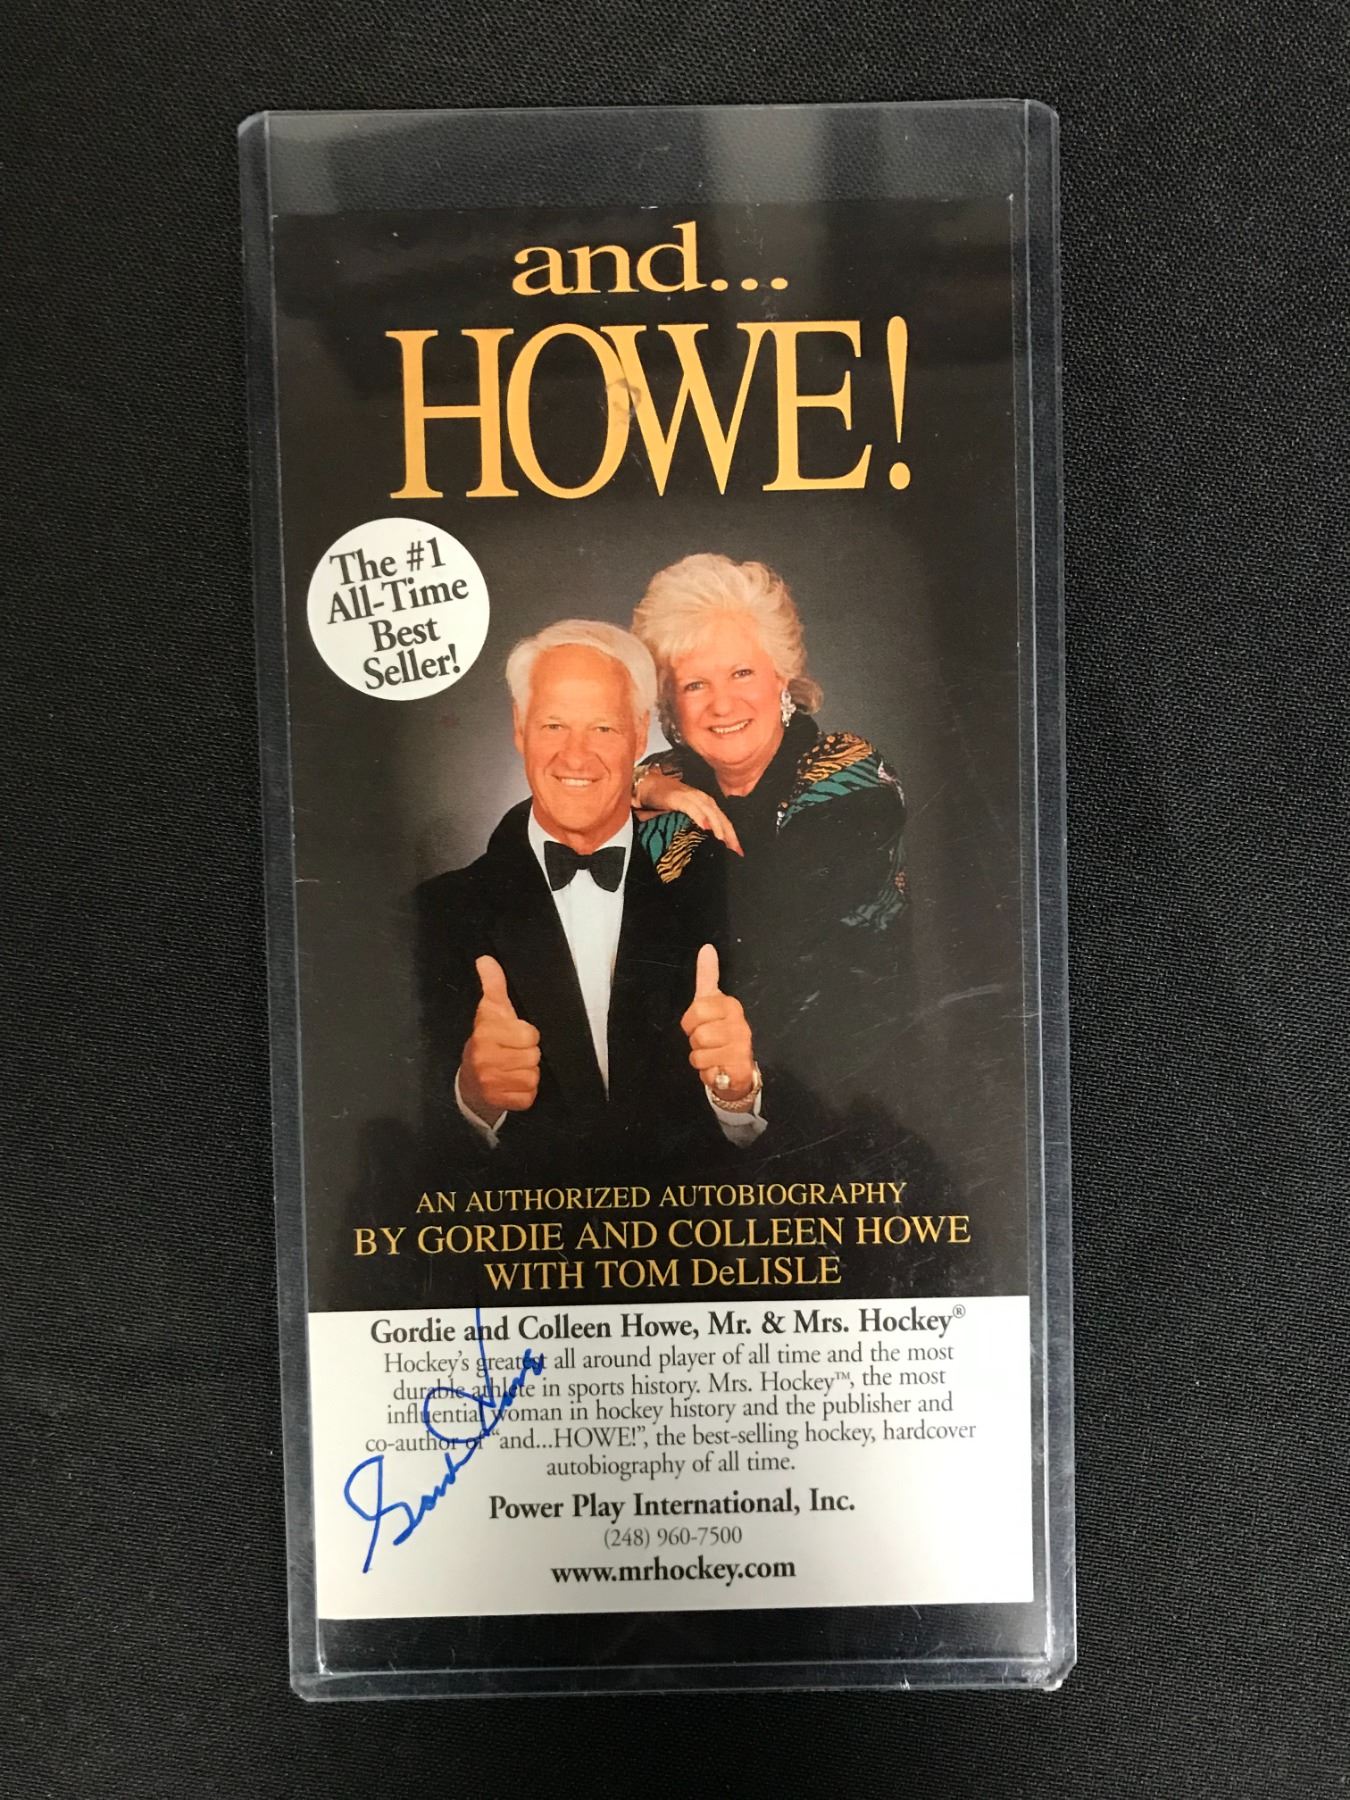 and...
HOWE!
The #1
All-Time
Best
Seller!
AN AUTHORIZED AUTOBIOGRAPHY
BY GORDIE AND COLLEEN HOWE
WITH TOM DeLISLE
Gordie and Colleen Howe, Mr. & Mrs. Hockey®
Hockey's greatest all around player of all time and the most
durable athlete in sports history. Mrs. Hockey™, the most
influential woman in hockey history and the publisher and
co-author of "and...HOWE!", the best-selling hockey, hardcover
autobiography of all time.
Gordie Howe
Power Play International, Inc.
(248) 960-7500
www.mrhockey.com